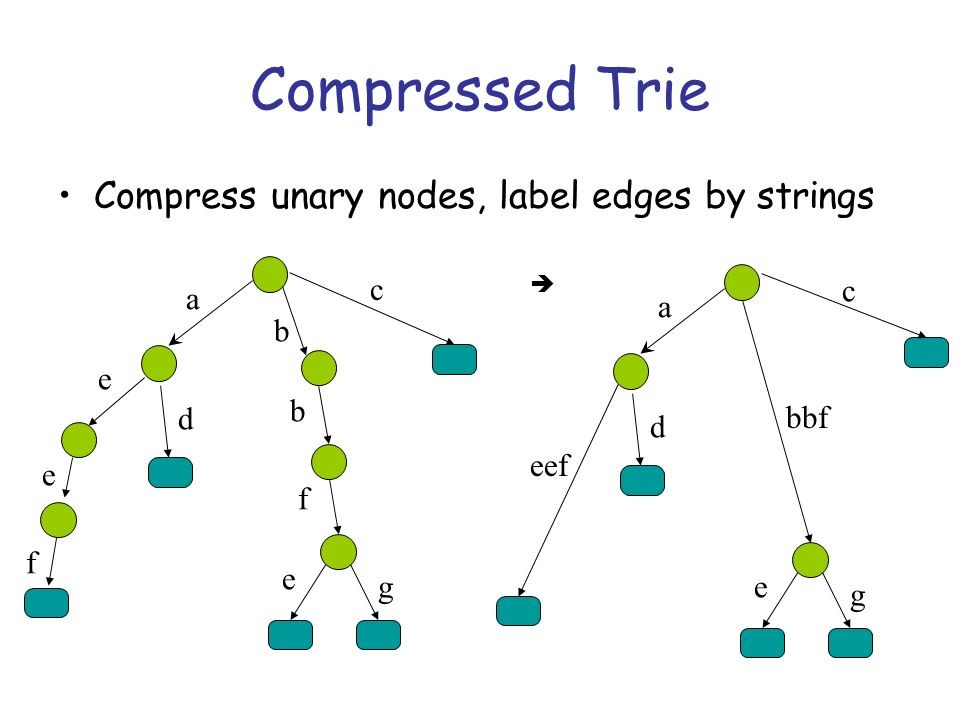 Compressed Trie
• Compress unary nodes, label edges by strings
➔
a
b
c
e
d
b
e
f
f
e
g
a
c
d
bbf
eef
e
g